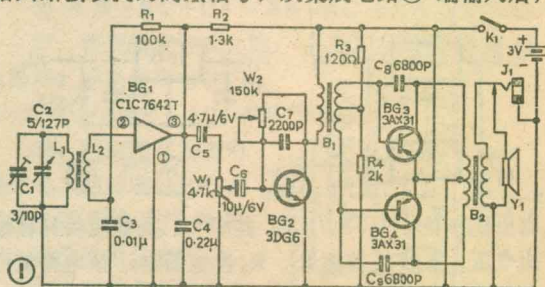 R₁
100k
R₂
1.3k
K₁
3V
R₃
120Ω
C₈ 6800P
J₁
W₂
150k
BG₁
C1C7642T
C₂
5/127P
C₇
2200P
BG₃
3AX31
4.7μ/6V
②
③
L₁
L₂
B₁
①
C₅
C₆
R₄
2k
C₁
W₁
4.7k
B₂
Y₁
10μ/6V
BG₂
3DG6
BG₄
3AX31
3/10P
C₃
0.01μ
C₄
0.22μ
①
C₉ 6800P